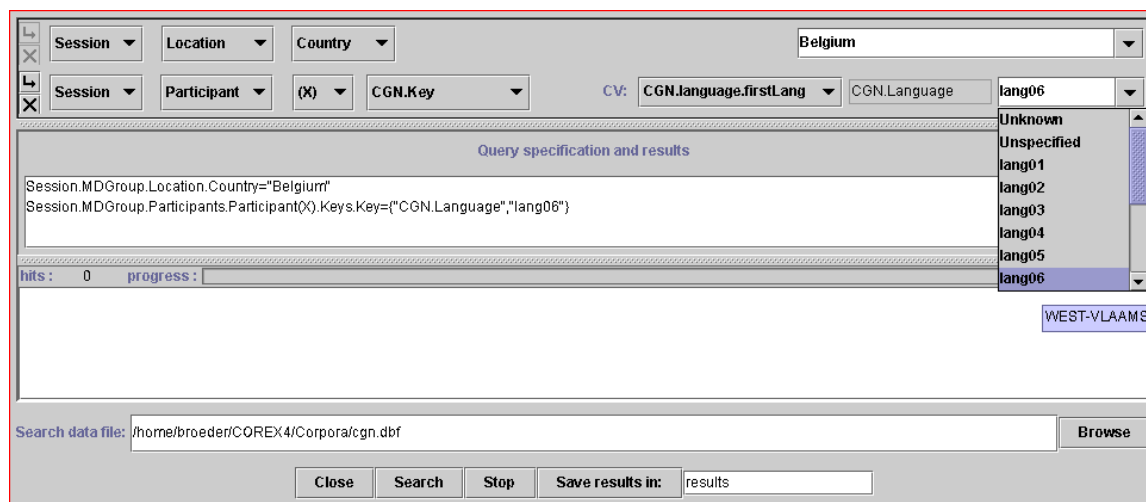 Session Location Country Belgium
Session Participant (X) CGN.Key CV: CGN.language.firstLang CGN.Language lang06
Unknown
Unspecified
lang01
lang02
lang03
lang04
lang05
lang06
WEST-VLAAMS
Query specification and results
Session.MDGroup.Location.Country="Belgium"
Session.MDGroup.Participants.Participant(X).Keys.Key={"CGN.Language","lang06"}
hits : 0 progress :
Search data file: /home/broeder/COREX4/Corpora/cgn.dbf Browse
Close Search Stop Save results in: results